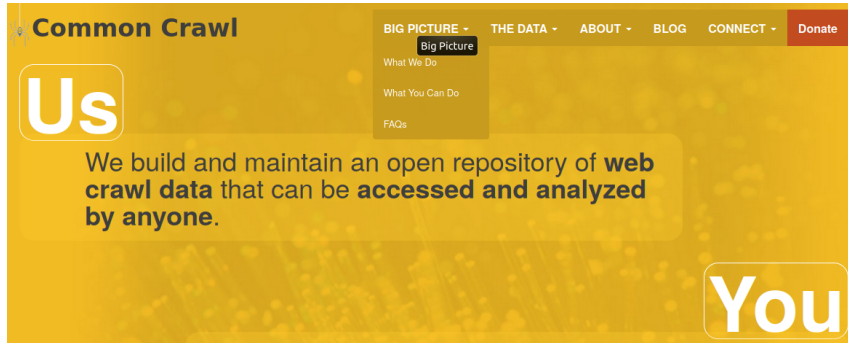 Common Crawl
BIG PICTURE THE DATA ABOUT BLOG CONNECT Donate
Big Picture
What We Do
What You Can Do
FAQs
Us
We build and maintain an open repository of web
crawl data that can be accessed and analyzed
by anyone.
You